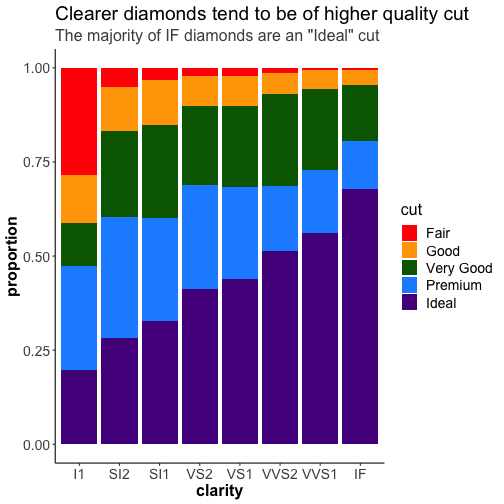 Clearer diamonds tend to be of higher quality cut
The majority of IF diamonds are an "Ideal" cut
1.00
0.75
0.50
0.25
0.00
proportion
I1 SI2 SI1 VS2 VS1 VVS2 VVS1 IF
clarity
cut
Fair
Good
Very Good
Premium
Ideal